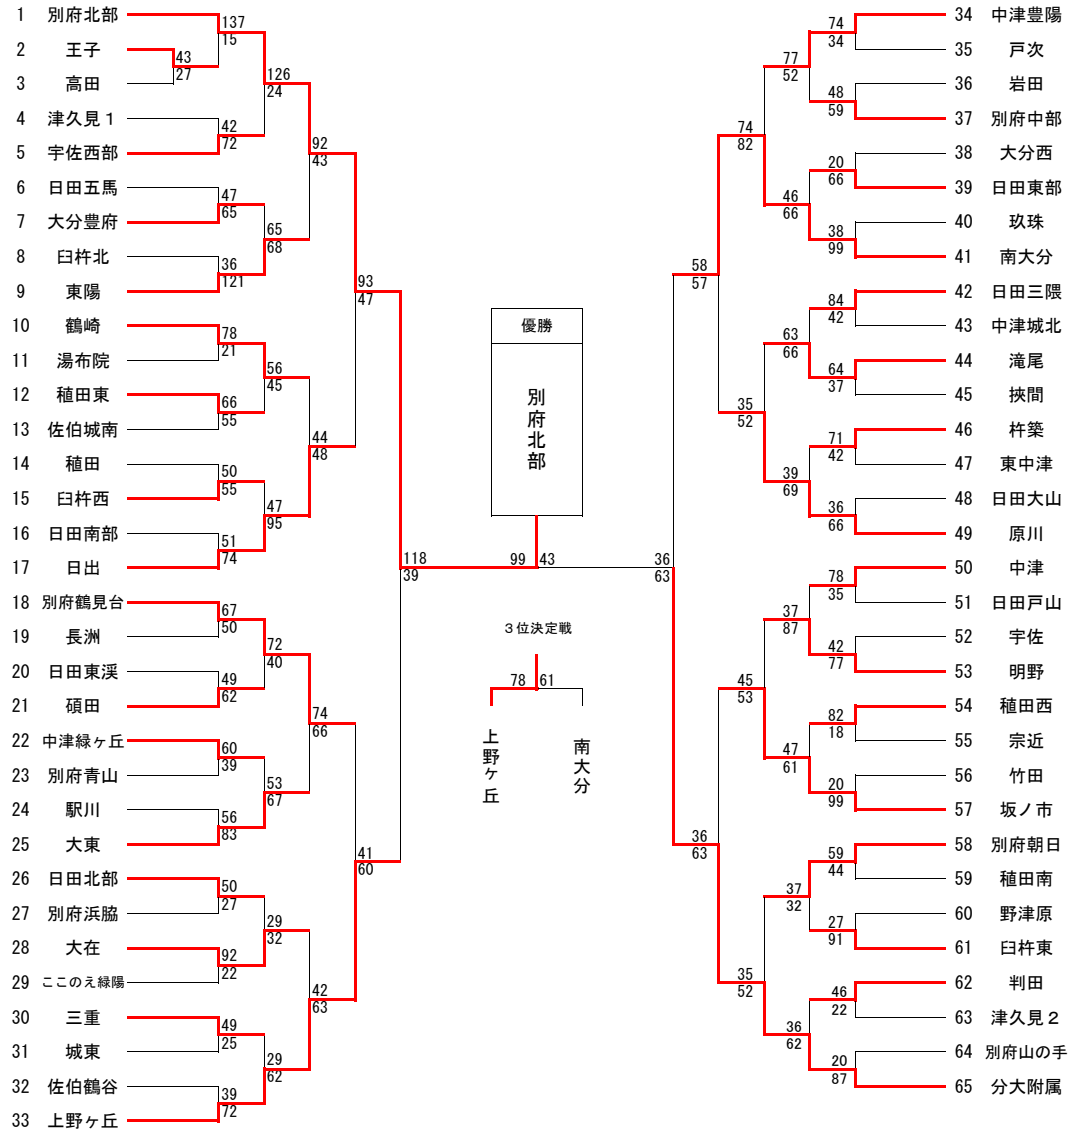 1 別府北部
2 王子
3 高田
4 津久見１
5 宇佐西部
6 日田五馬
7 大分豊府
8 臼杵北
9 東陽
10 鶴崎
11 湯布院
12 稙田東
13 佐伯城南
14 稙田
15 臼杵西
16 日田南部
17 日出
18 別府鶴見台
19 長洲
20 日田東渓
21 碩田
22 中津緑ヶ丘
23 別府青山
24 駅川
25 大東
26 日田北部
27 別府浜脇
28 大在
29 ここのえ緑陽
30 三重
31 城東
32 佐伯鶴谷
33 上野ヶ丘
137
15
43
27
42
72
47
65
36
121
78
21
66
55
50
55
51
74
67
50
49
62
60
39
56
83
50
27
92
22
49
25
39
72
126
24
65
68
56
45
47
95
72
40
53
67
29
32
29
62
92
43
44
48
74
66
42
63
93
47
41
60
118
39
優勝
別府北部
99 43
３位決定戦
78 61
上野ヶ丘
南大分
36
63
58
57
36
63
74
82
35
52
45
53
35
52
77
52
46
66
63
66
39
69
37
87
47
61
37
32
36
62
74
34
48
59
20
66
38
99
84
42
64
37
71
42
36
66
78
35
42
77
82
18
20
99
59
44
27
91
46
22
20
87
34 中津豊陽
35 戸次
36 岩田
37 別府中部
38 大分西
39 日田東部
40 玖珠
41 南大分
42 日田三隈
43 中津城北
44 滝尾
45 挾間
46 杵築
47 東中津
48 日田大山
49 原川
50 中津
51 日田戸山
52 宇佐
53 明野
54 稙田西
55 宗近
56 竹田
57 坂ノ市
58 別府朝日
59 稙田南
60 野津原
61 臼杵東
62 判田
63 津久見２
64 別府山の手
65 分大附属